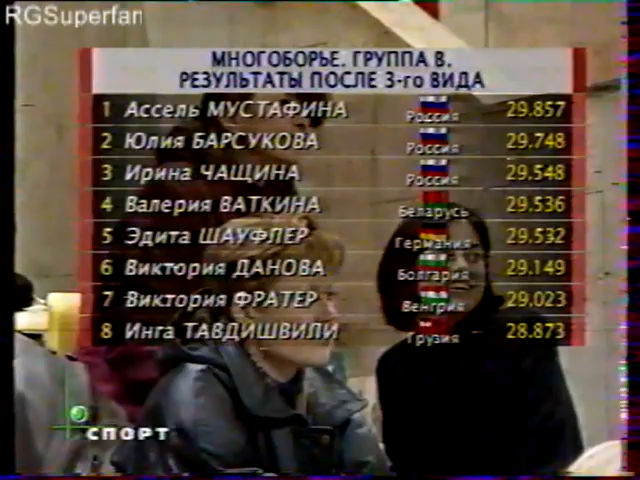 RGSuperfan
МНОГОБОРЬЕ. ГРУППА В.
РЕЗУЛЬТАТЫ ПОСЛЕ 3-го ВИДА
1 Ассель МУСТАФИНА Россия 29.857
2 Юлия БАРСУКОВА Россия 29.748
3 Ирина ЧАЩИНА Россия 29.548
4 Валерия ВАТКИНА Беларусь 29.536
5 Эдита ШАУФЛЕР Германия 29.532
6 Виктория ДАНОВА Болгария 29.149
7 Виктория ФРАТЕР Венгрия 29.023
8 Инга ТАВДИШВИЛИ Грузия 28.873
СПОРТ